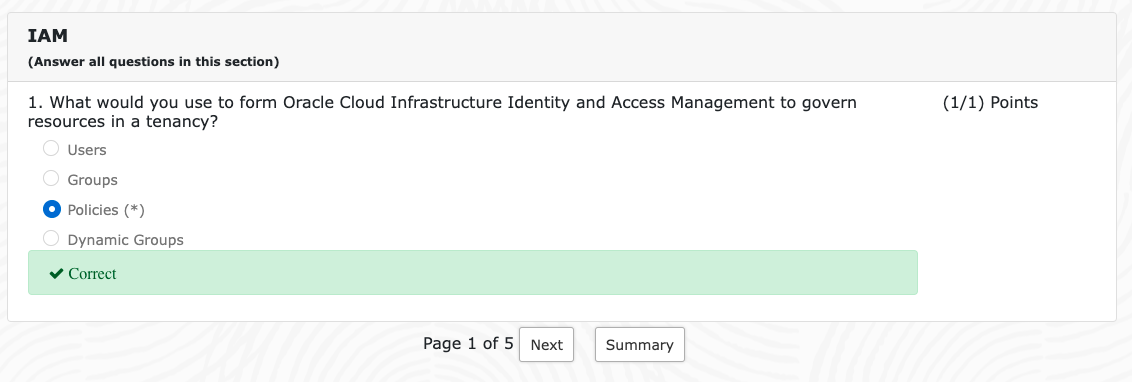 IAM
(Answer all questions in this section)
1. What would you use to form Oracle Cloud Infrastructure Identity and Access Management to govern
resources in a tenancy?
(1/1) Points
Users
Groups
Policies (*)
Dynamic Groups
✔ Correct
Page 1 of 5 Next Summary